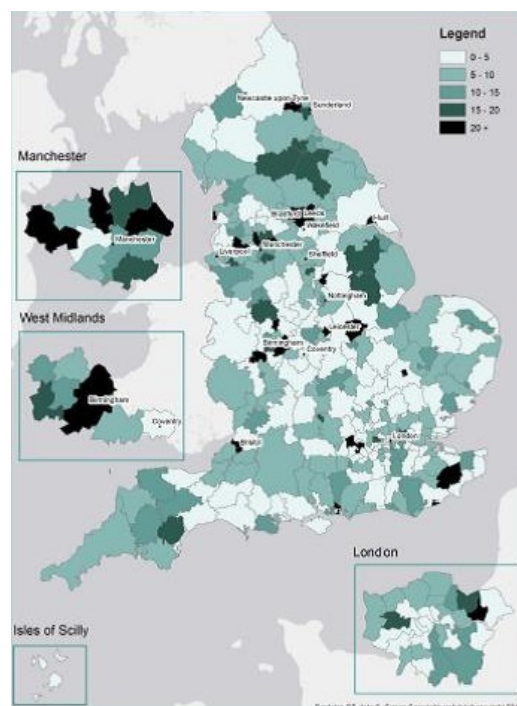 Legend
0 - 5
5 - 10
10 - 15
15 - 20
20 +
Newcastle upon Tyne
Sunderland
Manchester
Manchester
Bradford
Leeds
Wakefield
Hull
Liverpool
Manchester
Sheffield
Nottingham
West Midlands
Birmingham
Coventry
Leicester
Birmingham
Coventry
Bristol
London
London
Isles of Scilly